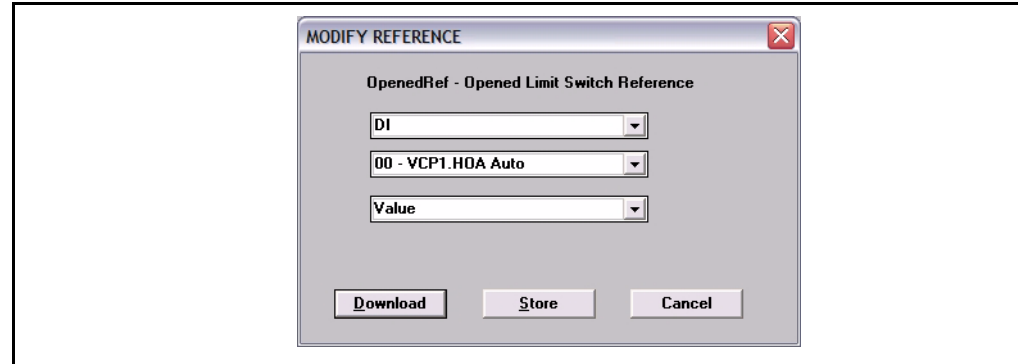 MODIFY REFERENCE
OpenedRef - Opened Limit Switch Reference
DI
00 - VCP1.HOA Auto
Value
Download Store Cancel